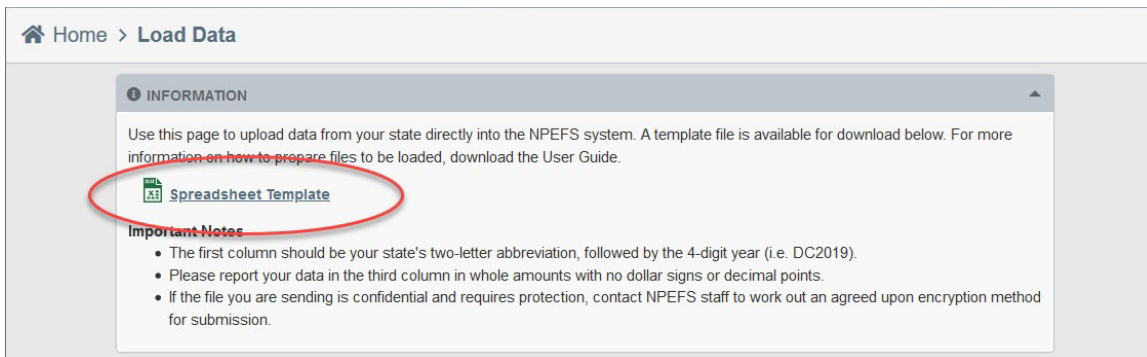 Home > Load Data
INFORMATION
Use this page to upload data from your state directly into the NPEFS system. A template file is available for download below. For more
information on how to prepare files to be loaded, download the User Guide.
Spreadsheet Template
Important Notes
• The first column should be your state's two-letter abbreviation, followed by the 4-digit year (i.e. DC2019).
• Please report your data in the third column in whole amounts with no dollar signs or decimal points.
• If the file you are sending is confidential and requires protection, contact NPEFS staff to work out an agreed upon encryption method
for submission.